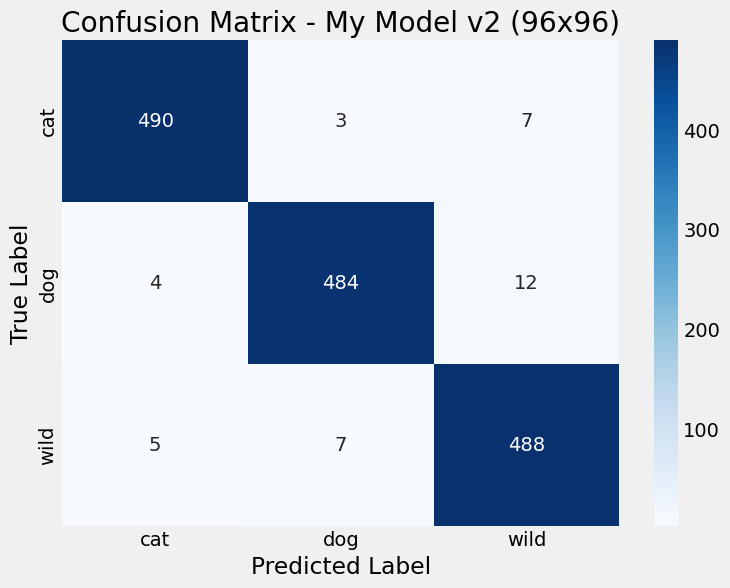 Confusion Matrix - My Model v2 (96x96)
True Label
cat
490
3
7
dog
4
484
12
wild
5
7
488
cat dog wild
Predicted Label
400
300
200
100